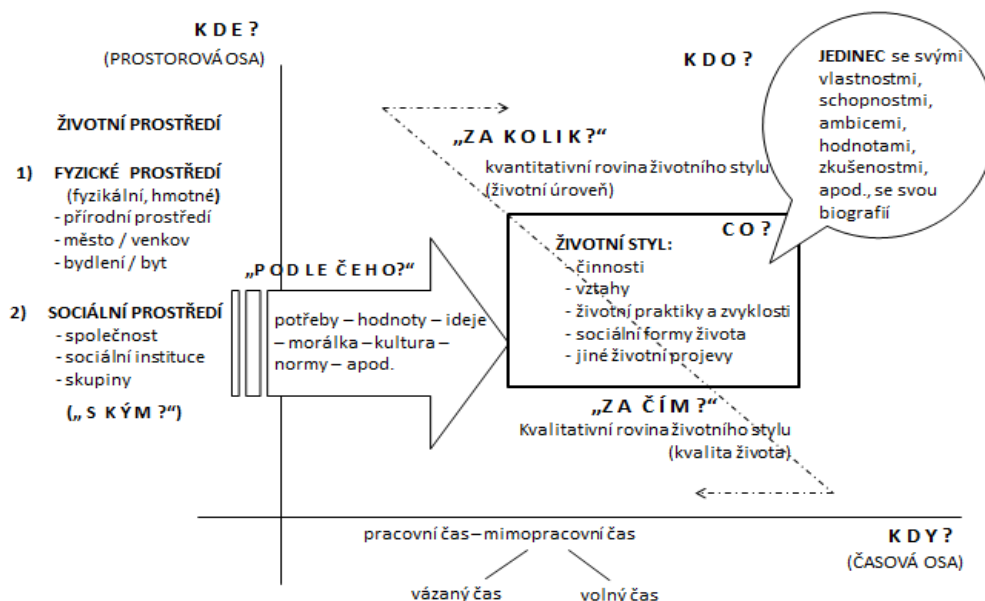 K D E ?
(PROSTOROVÁ OSA)
K D O ?
JEDINEC se svými
vlastnostmi,
schopnostmi,
ambicemi,
hodnotami,
zkušenostmi,
apod., se svou
biografií
ŽIVOTNÍ PROSTŘEDÍ
1) FYZICKÉ PROSTŘEDÍ
(fyzikální, hmotné)
- přírodní prostředí
- město / venkov
- bydlení / byt
2) SOCIÁLNÍ PROSTŘEDÍ
- společnost
- sociální instituce
- skupiny
(„ S KÝM ?“)
„Z A K O L I K ?“
kvantitativní rovina životního stylu
(životní úroveň)
„P O D L E Č E H O ?“
potřeby – hodnoty – ideje
– morálka – kultura –
normy – apod.
C O ?
ŽIVOTNÍ STYL:
- činnosti
- vztahy
- životní praktiky a zvyklosti
- sociální formy života
- jiné životní projevy
„Z A Č Í M ?“
Kvalitativní rovina životního stylu
(kvalita života)
pracovní čas – mimopracovní čas
vázaný čas volný čas
K D Y ?
(ČASOVÁ OSA)